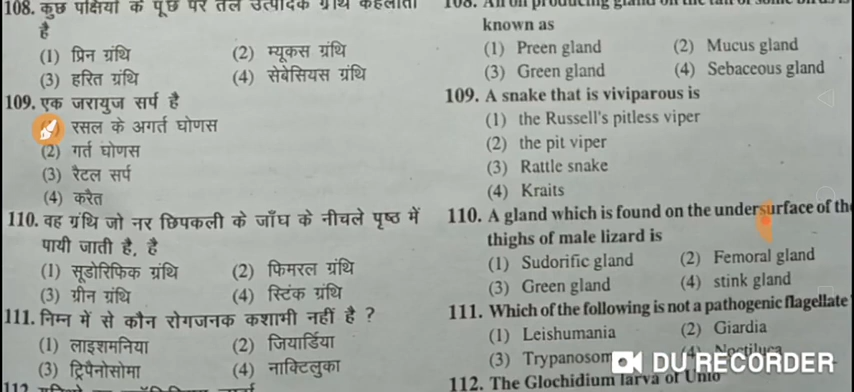 108. कुछ पक्षियों के पूँछ पर तेल उत्पादक ग्रंथि कहलाती
है
(1) प्रिन ग्रंथि (2) म्यूकस ग्रंथि
(3) हरित ग्रंथि (4) सेबेसियस ग्रंथि
109. एक जरायुज सर्प है
रसल के अगर्त घोणस
(2) गर्त घोणस
(3) रैटल सर्प
(4) करैत
110. वह ग्रंथि जो नर छिपकली के जाँघ के नीचले पृष्ठ में
पायी जाती है, है
(1) सूडोरिफिक ग्रंथि (2) फिमरल ग्रंथि
(3) ग्रीन ग्रंथि (4) स्टिंक ग्रंथि
111. निम्न में से कौन रोगजनक कशाभी नहीं है ?
(1) लाइशमनिया (2) जियार्डिया
(3) ट्रिपैनोसोमा (4) नाक्टिलुका
112.
108. An oil producing gland on the tail of some birds is
known as
(1) Preen gland (2) Mucus gland
(3) Green gland (4) Sebaceous gland
109. A snake that is viviparous is
(1) the Russell's pitless viper
(2) the pit viper
(3) Rattle snake
(4) Kraits
110. A gland which is found on the undersurface of the
thighs of male lizard is
(1) Sudorific gland (2) Femoral gland
(3) Green gland (4) stink gland
111. Which of the following is not a pathogenic flagellate
(1) Leishumania (2) Giardia
(3) Trypanosom (4) Noctiluca
DU RECORDER
112. The Glochidium larva of Unio